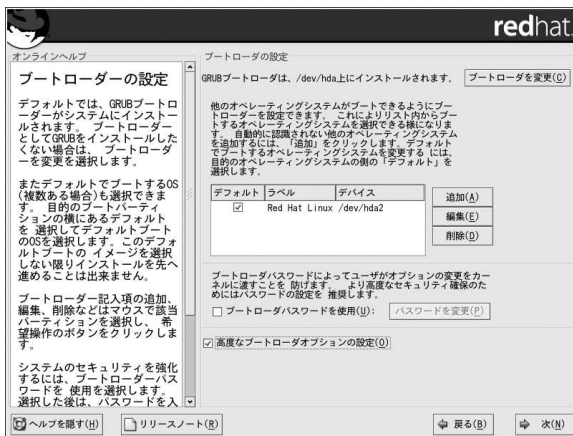 redhat.
オンラインヘルプ
ブートローダーの設定
デフォルトでは、GRUBブートロ
ーダーがシステムにインストー
ルされます。 ブートローダー
としてGRUBをインストールした
くない場合は、 ブートローダ
ーを変更を選択します。
またデフォルトでブートするOS
(複数ある場合)も選択できま
す。 目的のブートパーティ
ションの横にあるデフォルト
を 選択してデフォルトブート
のOSを選択します。このデフォ
ルトブートの イメージを選択
しない限りインストールを先へ
進めることは出来ません。
ブートローダー記入項の追加、
編集、削除などはマウスで該当
パーティションを選択し、 希
望操作のボタンをクリックしま
す。
システムのセキュリティを強化
するには、ブートローダーパス
ワードを 使用を選択します。
選択した後は、パスワードを入
ブートローダの設定
GRUBブートローダは、/dev/hda上にインストールされます。
ブートローダを変更(C)
他のオペレーティングシステムがブートできるようにブー
トローダーを設定できます。 これによりリスト内からブー
トするオペレーティングシステムを選択できる様になりま
す。 自動的に認識されない他のオペレーティングシステム
を追加するには、「追加」をクリックします。デフォルト
でブートするオペレーティングシステムを変更する には、
目的のオペレーティングシステムの側の「デフォルト」を
選択します。
デフォルト ラベル デバイス
Red Hat Linux /dev/hda2
追加(A)
編集(E)
削除(D)
ブートローダパスワードによってユーザがオプションの変更をカー
ネルに渡すことを 防げます。 より高度なセキュリティ確保のた
めにはパスワードの設定を 推奨します。
ブートローダパスワードを使用(U): パスワードを変更(P)
高度なブートローダオプションの設定(O)
ヘルプを隠す(H) リリースノート(R) 戻る(B) 次(N)